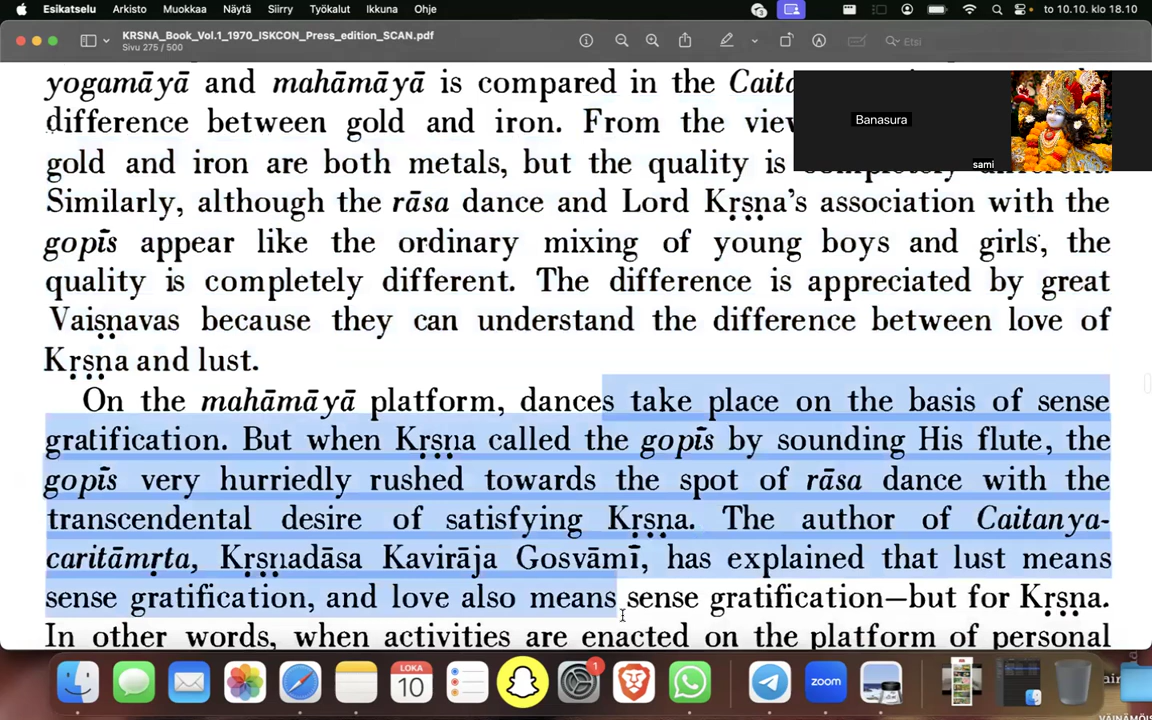 Esikatselu Arkisto Muokkaa Näytä Siirry Työkalut Ikkuna Ohje to 10.10. klo 18.10
KRSNA_Book_Vol.1_1970_ISKCON_Press_edition_SCAN.pdf
Sivu 275 / 500
Etsi
yogamāyā and mahāmāyā is compared in the
Banasura
sami
difference between gold and iron. From the
gold and iron are both metals, but the quality is completely
Similarly, although the rāsa dance and Lord Kṛṣṇa’s association with the
gopīs appear like the ordinary mixing of young boys and girls, the
quality is completely different. The difference is appreciated by great
Vaiṣṇavas because they can understand the difference between love of
Kṛṣṇa and lust.
On the mahāmāyā platform, dances take place on the basis of sense
gratification. But when Kṛṣṇa called the gopīs by sounding His flute, the
gopīs very hurriedly rushed towards the spot of rāsa dance with the
transcendental desire of satisfying Kṛṣṇa. The author of Caitanya-
caritāmṛta, Kṛṣṇadāsa Kavirāja Gosvāmī, has explained that lust means
sense gratification, and love also means sense gratification—but for Kṛṣṇa.
In other words, when activities are enacted on the platform of personal
LOKA
10
1
zoom